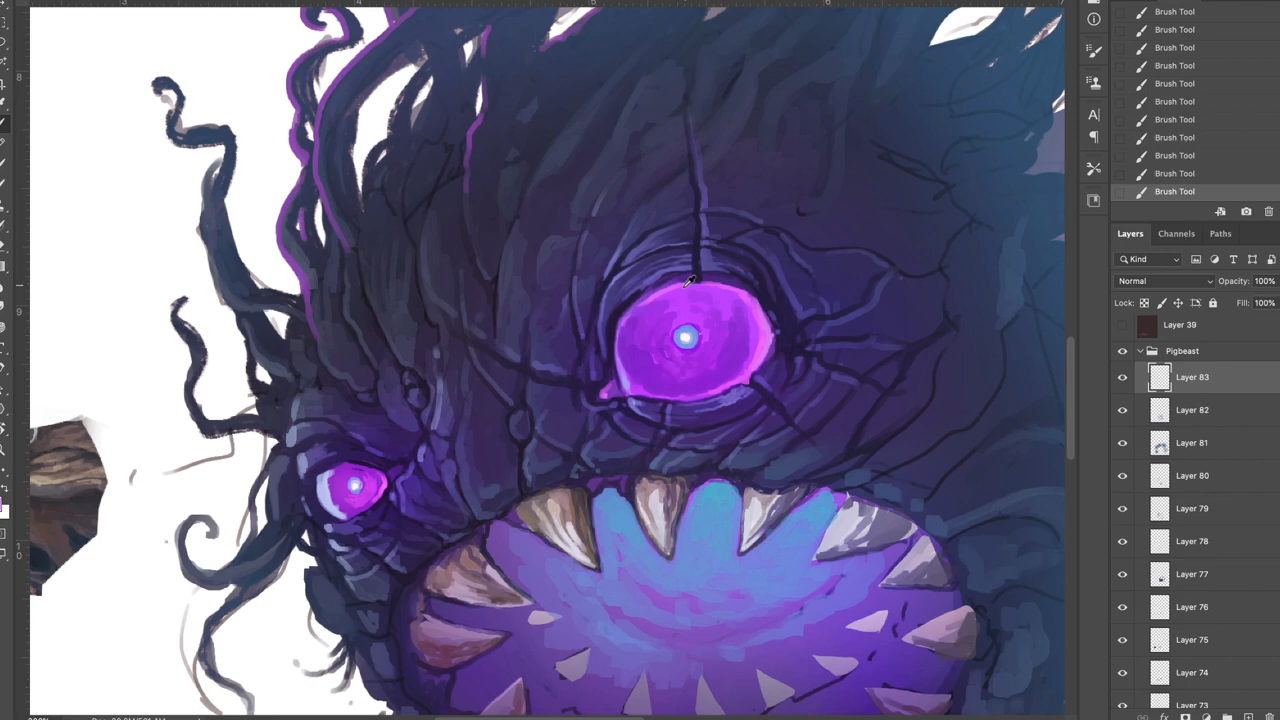 Brush Tool
Brush Tool
Brush Tool
Brush Tool
Brush Tool
Brush Tool
Brush Tool
Brush Tool
Brush Tool
Brush Tool
Brush Tool
Layers Channels Paths
Kind
Normal Opacity: 100%
Lock: Fill: 100%
Layer 39
Pigbeast
Layer 83
Layer 82
Layer 81
Layer 80
Layer 79
Layer 78
Layer 77
Layer 76
Layer 75
Layer 74
Layer 73